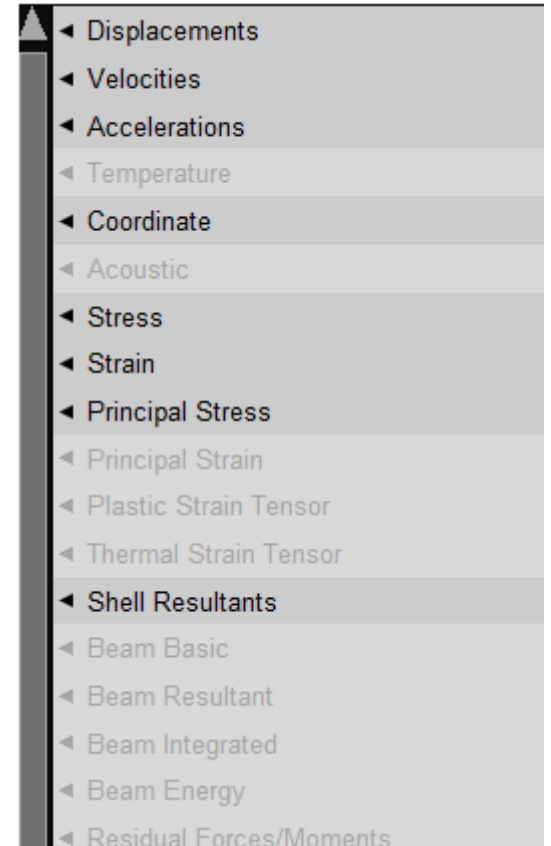 Displacements
Velocities
Accelerations
Temperature
Coordinate
Acoustic
Stress
Strain
Principal Stress
Principal Strain
Plastic Strain Tensor
Thermal Strain Tensor
Shell Resultants
Beam Basic
Beam Resultant
Beam Integrated
Beam Energy
Residual Forces/Moments